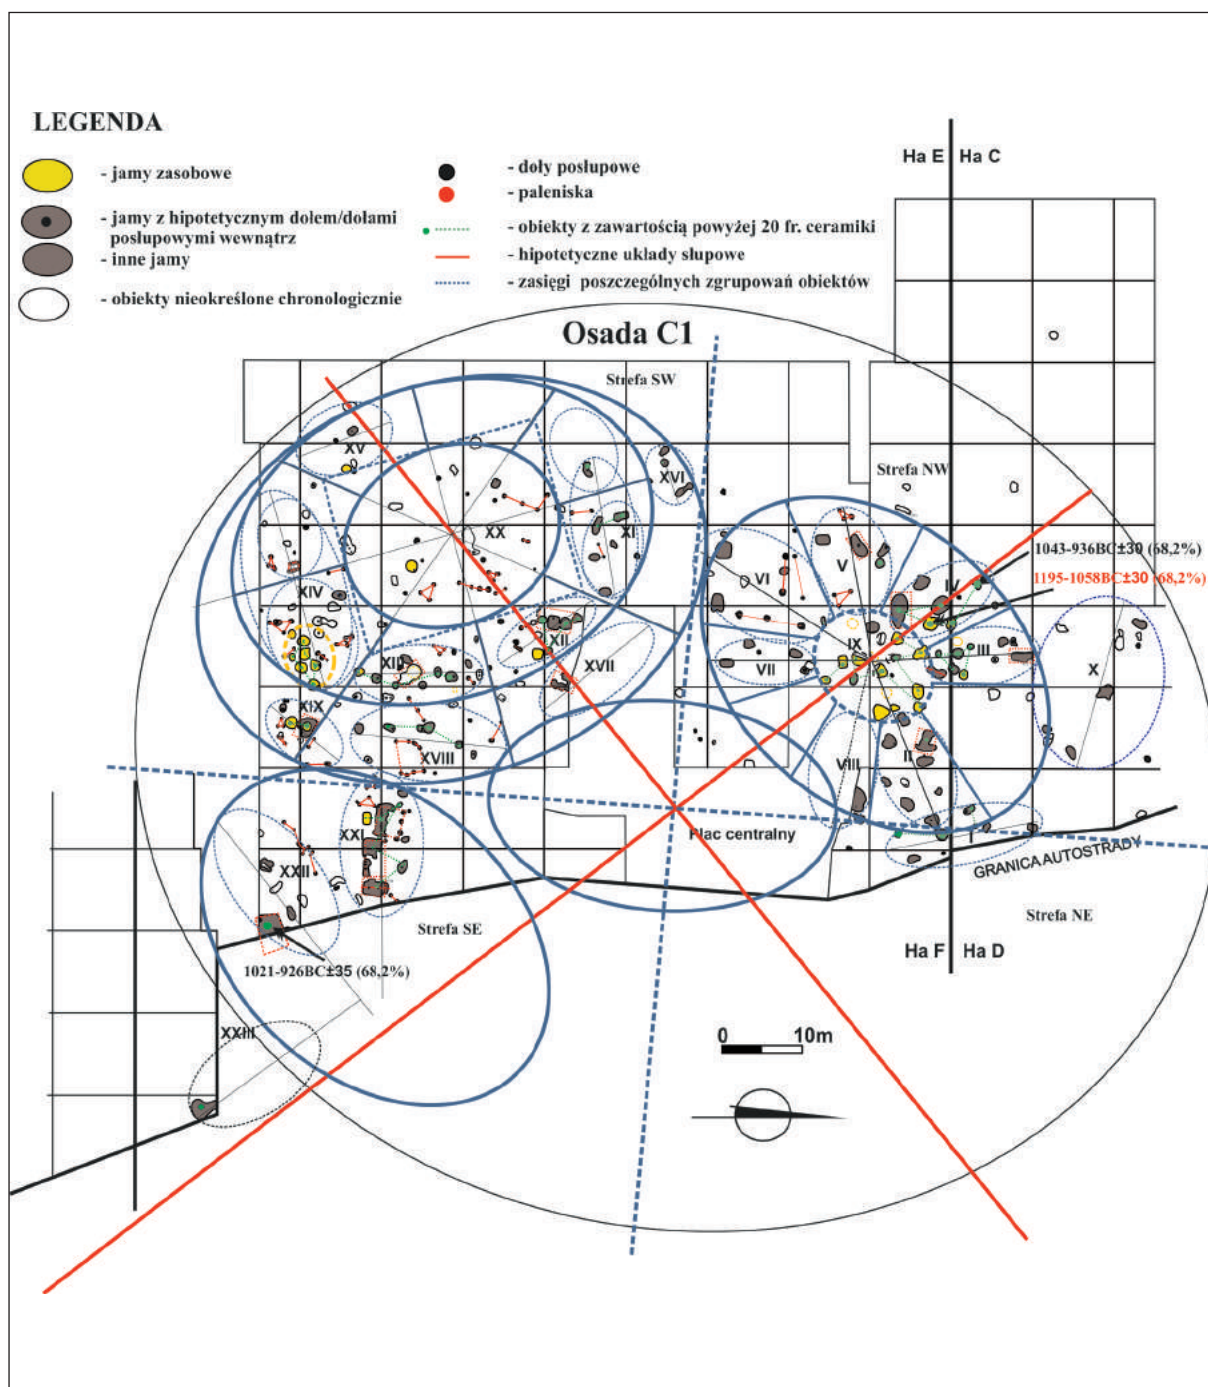 LEGENDA
- jamy zasobowe
- jamy z hipotetycznym dołem/dołami
posłupowymi wewnątrz
- inne jamy
- obiekty nieokreślone chronologicznie
- doły posłupowe
- paleniska
- obiekty z zawartością powyżej 20 fr. ceramiki
- hipotetyczne układy słupowe
- zasięgi poszczególnych zgrupowań obiektów
Ha E
Ha C
Osada C1
Strefa SW
Strefa NW
XV
XVI
XX
XI
VI
V
IV
1043-936BC±30 (68,2%)
1195-1058BC±30 (68,2%)
XIV
XII
XVII
XIII
IX
III
VII
X
XIX
XVIII
VIII
II
XXI
Plac centralny
I
GRANICA AUTOSTRADY
XXII
Strefa SE
Strefa NE
Ha F
Ha D
1021-926BC±35 (68,2%)
XXIII
0 10m